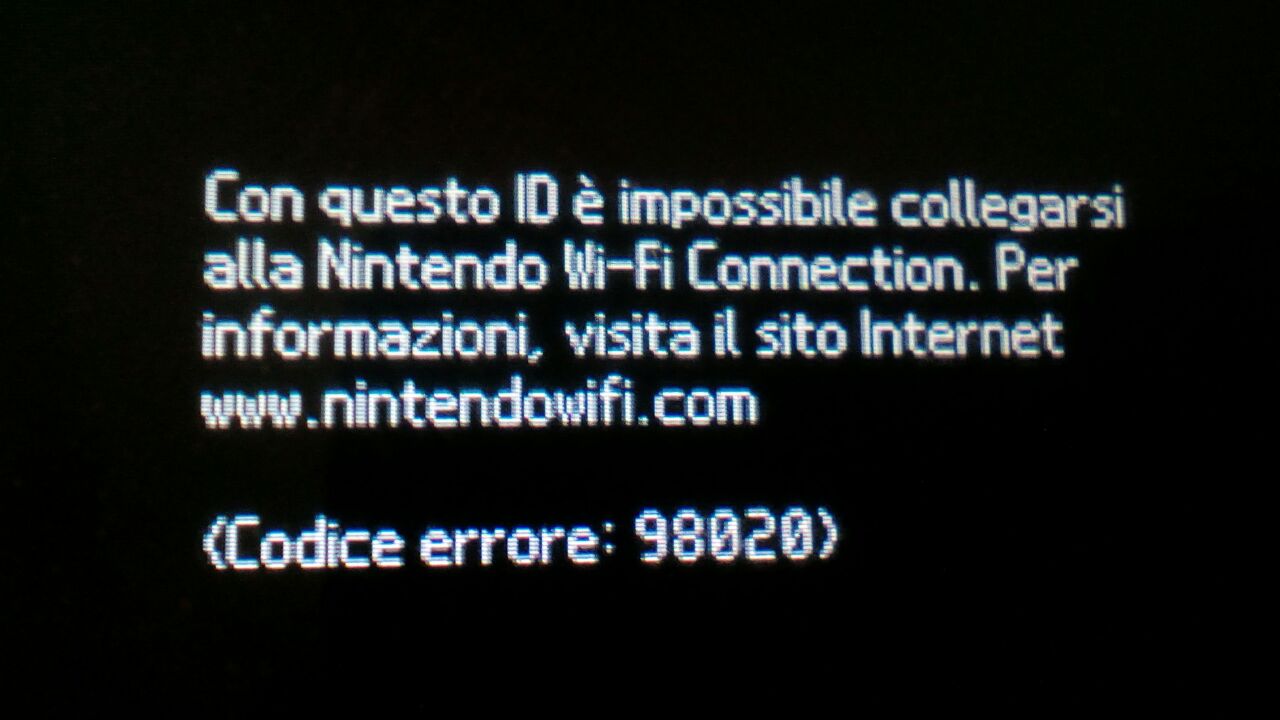 Con questo ID è impossibile collegarsi
alla Nintendo Wi-Fi Connection. Per
informazioni, visita il sito Internet
www.nintendowifi.com
(Codice errore: 98020)